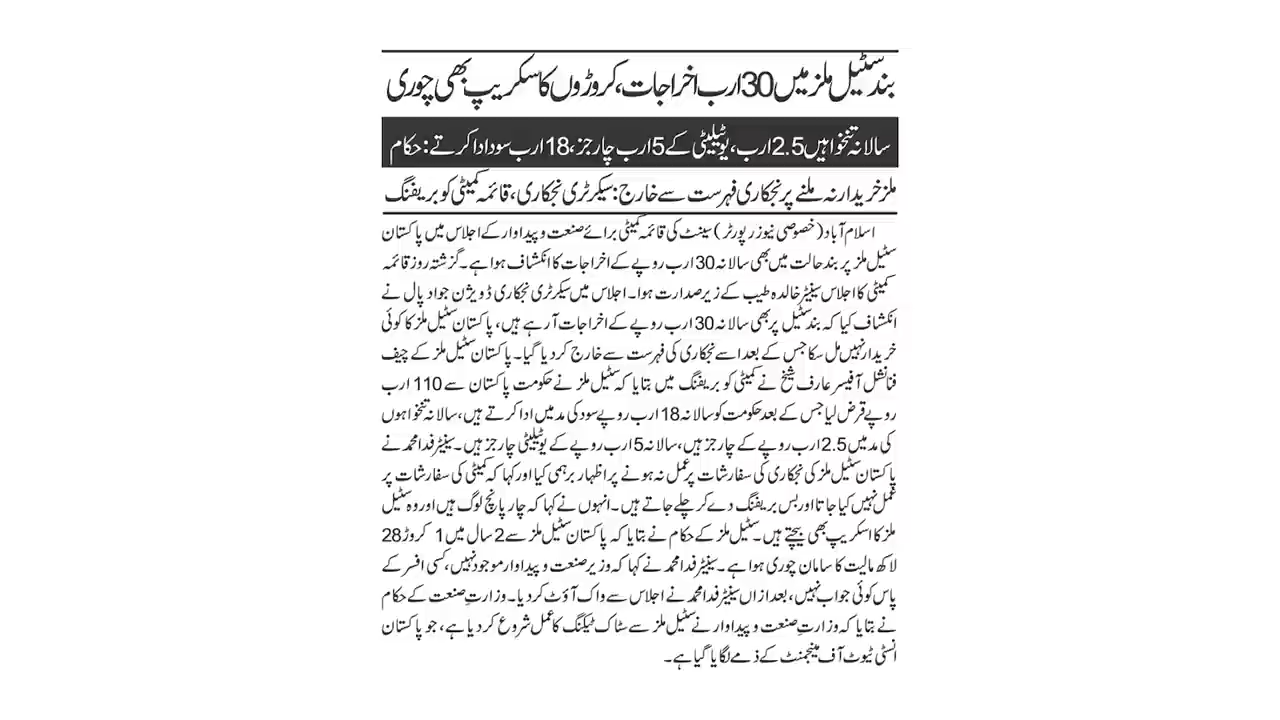 بند سٹیل ملز میں 30 ارب اخراجات، کروڑوں کا سکریپ بھی چوری
سالانہ تنخواہیں 2.5 ارب، یوٹیلیٹی کے 5 ارب چارجز، 18 ارب سود ادا کرتے: حکام
ملز خریدار نہ ملنے پر نجکاری فہرست سے خارج: سیکرٹری نجکاری، قائمہ کمیٹی کو بریفنگ
اسلام آباد (خصوصی نیوز رپورٹر) سینٹ کی قائمہ کمیٹی برائے صنعت و پیداوار کے اجلاس میں پاکستان
سٹیل ملز پر بند حالت میں بھی سالانہ 30 ارب روپے کے اخراجات کا انکشاف ہوا ہے۔ گزشتہ روز قائمہ
کمیٹی کا اجلاس سینیٹر خالدہ طیب کے زیر صدارت ہوا۔ اجلاس میں سیکرٹری نجکاری ڈویژن جواد پال نے
انکشاف کیا کہ بند سٹیل پر بھی سالانہ 30 ارب روپے کے اخراجات آ رہے ہیں، پاکستان سٹیل ملز کا کوئی
خریدار نہیں مل سکا جس کے بعد اسے نجکاری کی فہرست سے خارج کر دیا گیا۔ پاکستان سٹیل ملز کے چیف
فنانشل آفیسر عارف شیخ نے کمیٹی کو بریفنگ میں بتایا کہ سٹیل ملز نے حکومت پاکستان سے 110 ارب
روپے قرض لیا جس کے بعد حکومت کو سالانہ 18 ارب روپے سود کی مد میں ادا کرتے ہیں، سالانہ تنخواہوں
کی مد میں 2.5 ارب روپے کے چارجز ہیں، سالانہ 5 ارب روپے کے یوٹیلیٹی چارجز ہیں۔ سینیٹر فدا محمد نے
پاکستان سٹیل ملز کی نجکاری کی سفارشات پر عمل نہ ہونے پر اظہار برہمی کیا اور کہا کہ کمیٹی کی سفارشات پر
عمل نہیں کیا جاتا اور بس بریفنگ دے کر چلے جاتے ہیں۔ انہوں نے کہا کہ چار پانچ لوگ ہیں اور وہ سٹیل
ملز کا اسکریپ بھی بیچتے ہیں۔ سٹیل ملز کے حکام نے بتایا کہ پاکستان سٹیل ملز سے 2 سال میں 1 کروڑ 28
لاکھ مالیت کا سامان چوری ہوا ہے۔ سینیٹر فدا محمد نے کہا کہ وزیر صنعت و پیداوار موجود نہیں، کسی افسر کے
پاس کوئی جواب نہیں، بعد ازاں سینیٹر فدا محمد نے اجلاس سے واک آؤٹ کر دیا۔ وزارتِ صنعت کے حکام
نے بتایا کہ وزارتِ صنعت و پیداوار نے سٹیل ملز سے سٹاک ٹیکنگ کا عمل شروع کر دیا ہے، جو پاکستان
انسٹی ٹیوٹ آف مینجمنٹ کے ذمے لگایا گیا ہے۔